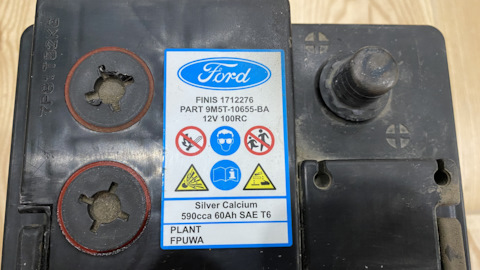 Ford
FINIS 1712276
PART 9M5T-10655-BA
12V 100RC
Silver Calcium
590cca 60Ah SAE T6
PLANT
FPUWA